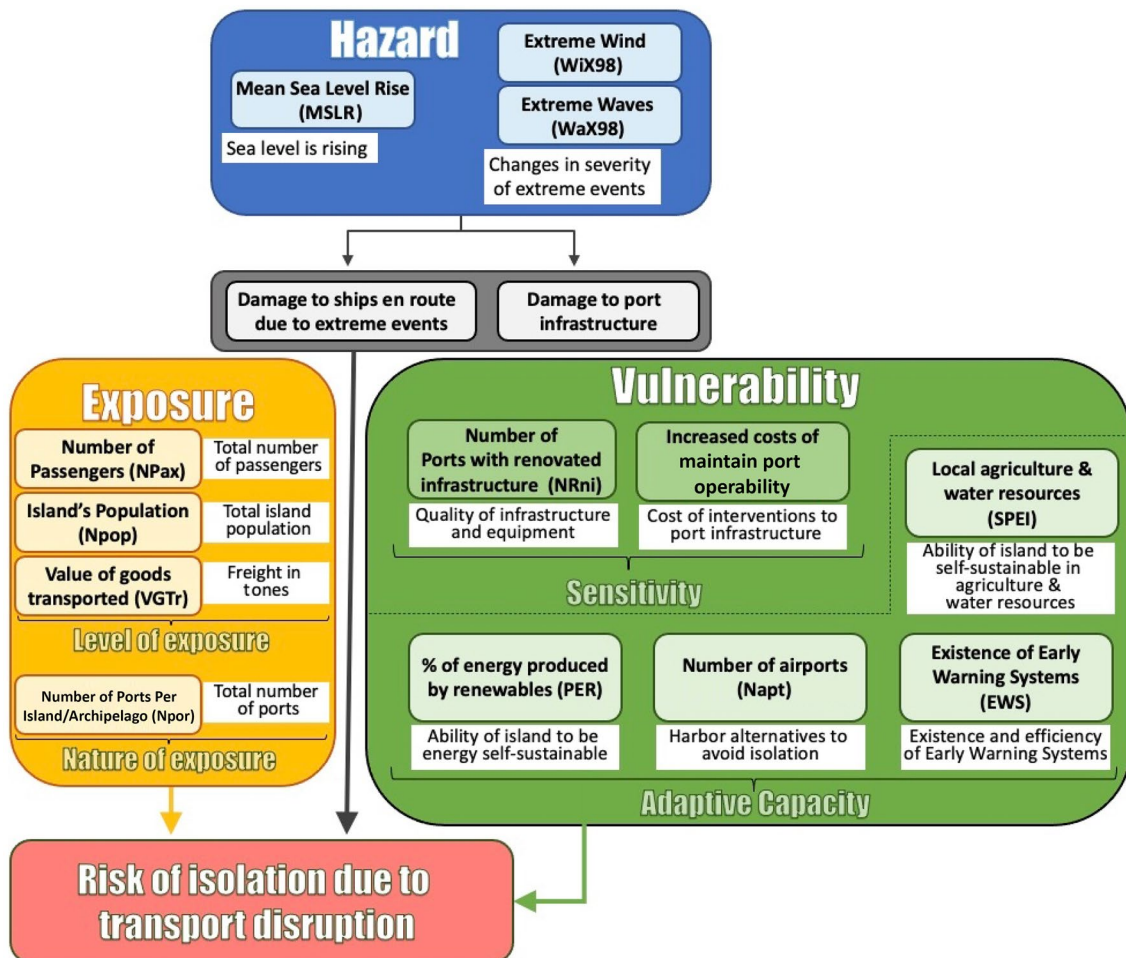 Hazard
Extreme Wind
(WiX98)
Mean Sea Level Rise
(MSLR)
Extreme Waves
(WaX98)
Sea level is rising
Changes in severity
of extreme events
Damage to ships en route
due to extreme events
Damage to port
infrastructure
Exposure
Number of
Passengers (NPax)
Total number
of passengers
Island's Population
(Npop)
Total island
population
Value of goods
transported (VGTr)
Freight in
tones
Level of exposure
Number of Ports Per
Island/Archipelago (Npor)
Total number
of ports
Nature of exposure
Vulnerability
Number of
Ports with renovated
infrastructure (NRni)
Increased costs of
maintain port
operability
Quality of infrastructure
and equipment
Cost of interventions to
port infrastructure
Sensitivity
Local agriculture &
water resources
(SPEI)
Ability of island to be
self-sustainable in
agriculture &
water resources
% of energy produced
by renewables (PER)
Number of airports
(Napt)
Existence of Early
Warning Systems
(EWS)
Ability of island to be
energy self-sustainable
Harbor alternatives to
avoid isolation
Existence and efficiency
of Early Warning Systems
Adaptive Capacity
Risk of isolation due to
transport disruption